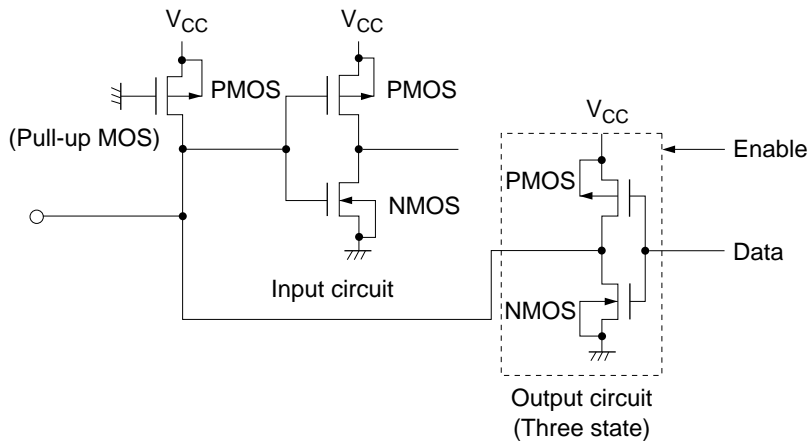 VCC
VCC
PMOS
PMOS
(Pull-up MOS)
VCC
Enable
PMOS
NMOS
Data
Input circuit
NMOS
Output circuit
(Three state)